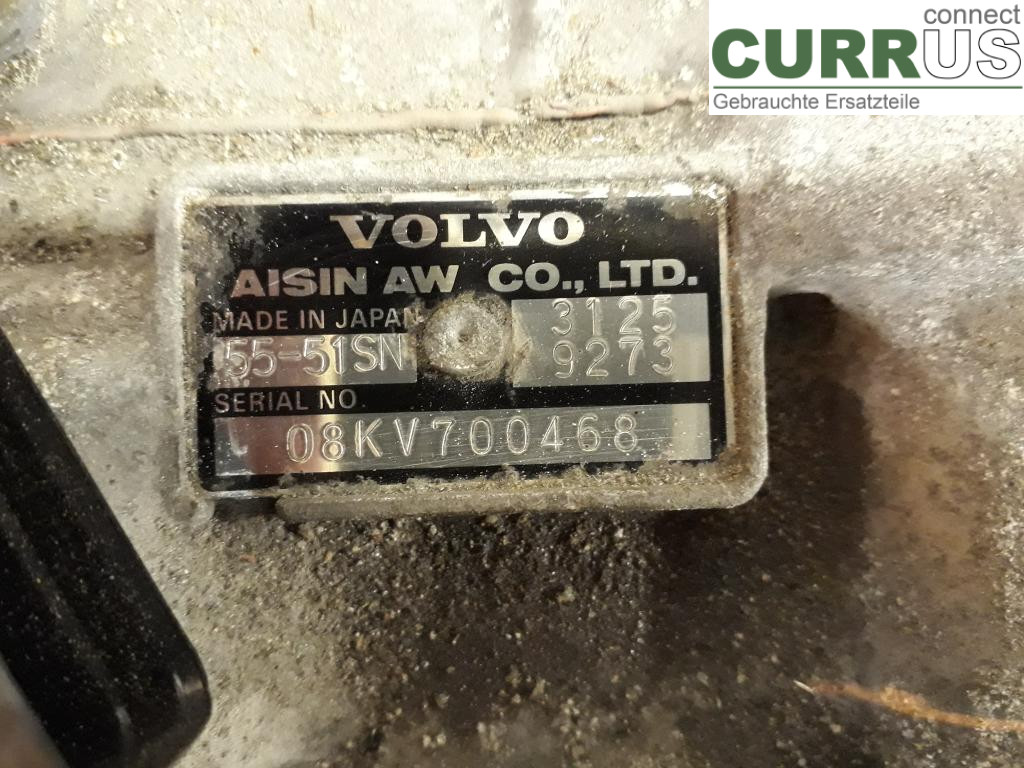 connect
CURRUS
Gebrauchte Ersatzteile
VOLVO
AISIN AW CO., LTD.
MADE IN JAPAN 3125
55-51SN 9273
SERIAL NO
08KV700468